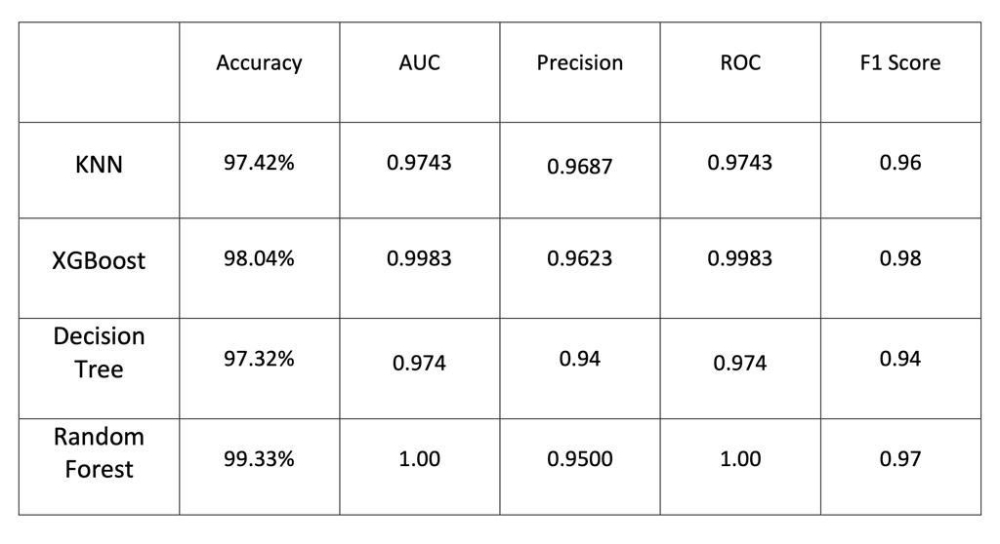 Accuracy AUC Precision ROC F1 Score
KNN 97.42% 0.9743 0.9687 0.9743 0.96
XGBoost 98.04% 0.9983 0.9623 0.9983 0.98
Decision
Tree 97.32% 0.974 0.94 0.974 0.94
Random
Forest 99.33% 1.00 0.9500 1.00 0.97